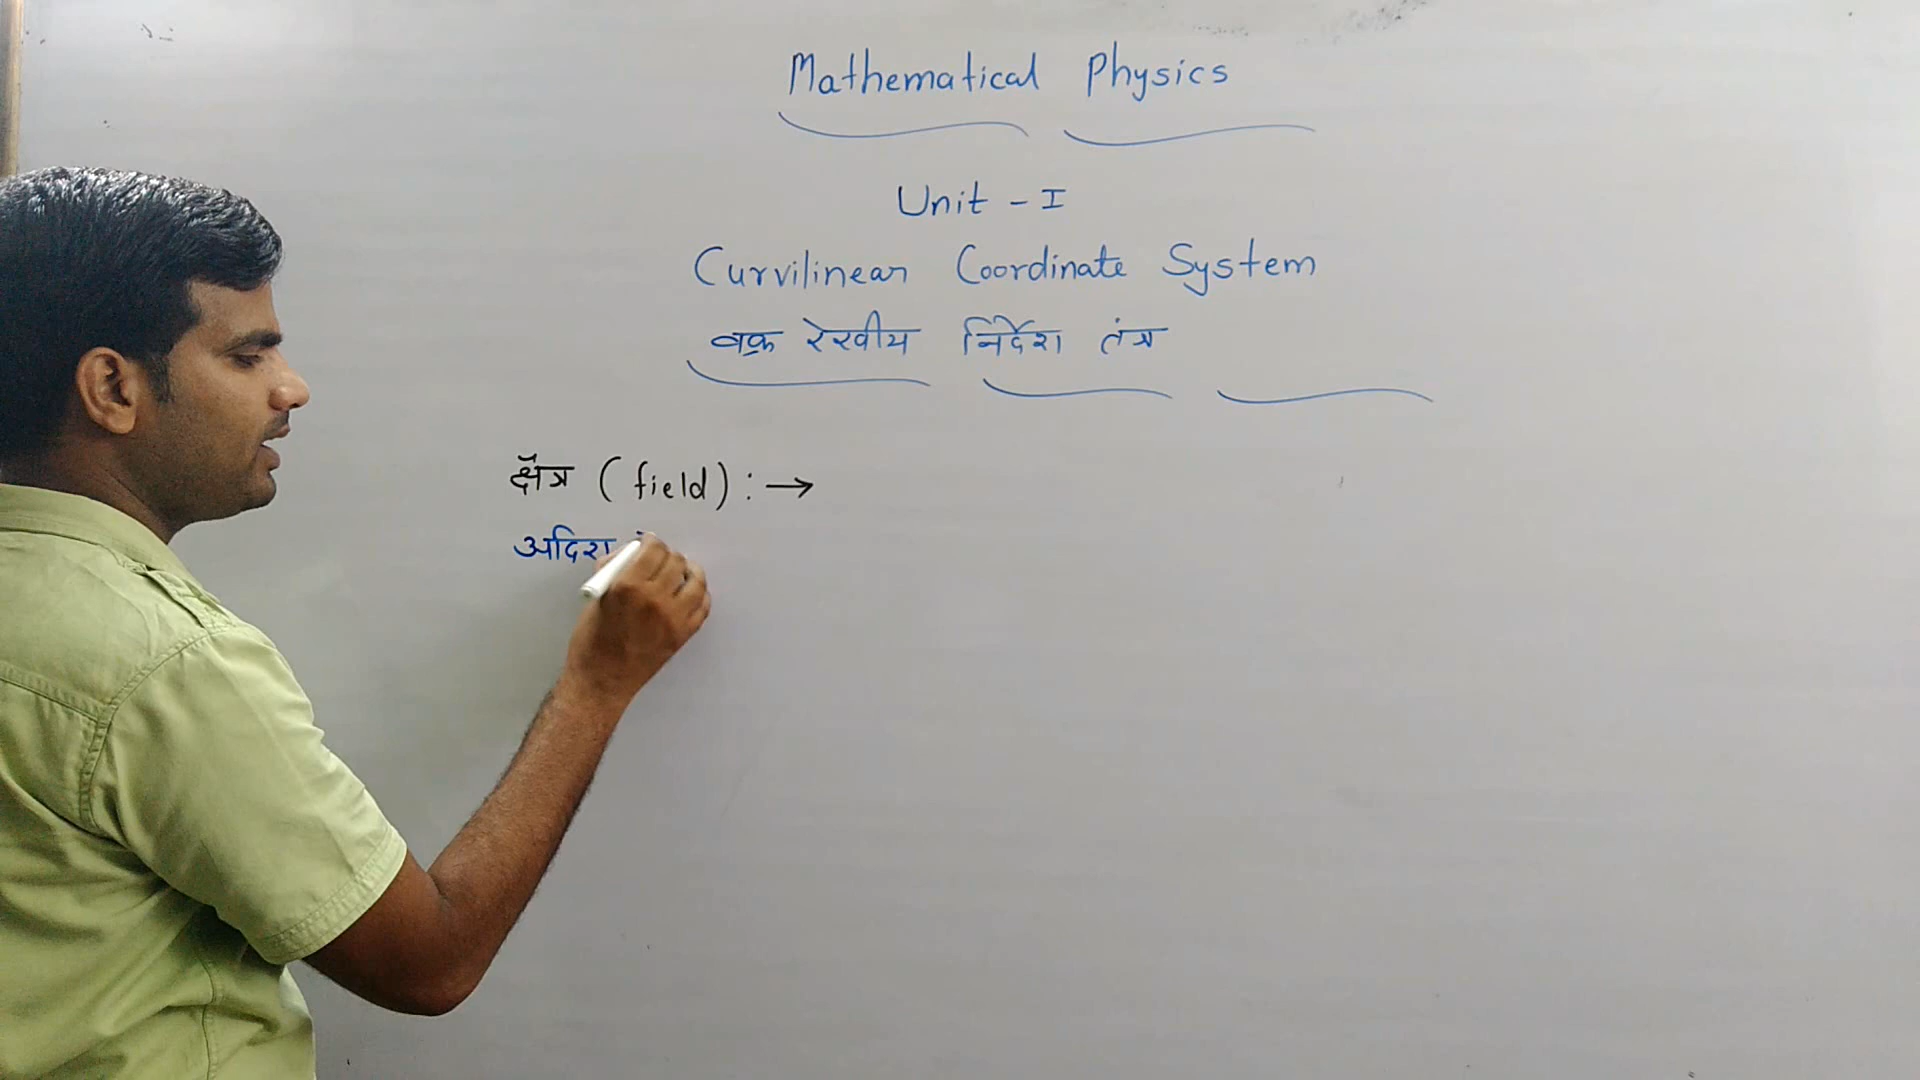 Mathematical Physics
Unit - I
Curvilinear Coordinate System
वक्र रेखीय निर्देश तंत्र
क्षेत्र (field) : →
अदिश